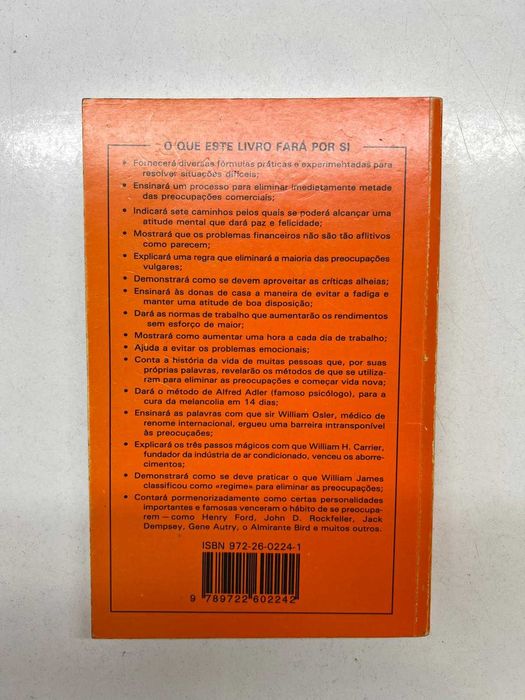 O QUE ESTE LIVRO FARÁ POR SI
• Fornecerá diversas fórmulas práticas e experimentadas para
resolver situações difíceis;
• Ensinará um processo para eliminar imediatamente metade
das preocupações comerciais;
• Indicará sete caminhos pelos quais se poderá alcançar uma
atitude mental que dará paz e felicidade;
• Mostrará que os problemas financeiros não são tão aflitivos
como parecem;
• Explicará uma regra que eliminará a maioria das preocupações
vulgares;
• Demonstrará como se devem aproveitar as críticas alheias;
• Ensinará às donas de casa a maneira de evitar a fadiga e
manter uma atitude de boa disposição;
• Dará as normas de trabalho que aumentarão os rendimentos
sem esforço de maior;
• Mostrará como aumentar uma hora a cada dia de trabalho;
• Ajuda a evitar os problemas emocionais;
• Conta a história da vida de muitas pessoas que, por suas
próprias palavras, revelarão os métodos de que se utiliza-
ram para eliminar as preocupações e começar vida nova;
• Dará o método de Alfred Adler (famoso psicólogo), para a
cura da melancolia em 14 dias;
• Ensinará as palavras com que sir William Osler, médico de
renome internacional, ergueu uma barreira intransponível
às preocuçaões;
• Explicará os três passos mágicos com que William H. Carrier,
fundador da indústria de ar condicionado, venceu os aborre-
cimentos;
• Demonstrará como se deve praticar o que William James
classificou como «regime» para eliminar as preocupações;
• Contará pormenorizadamente como certas personalidades
importantes e famosas venceram o hábito de se preocupa-
rem — como Henry Ford, John D. Rockfeller, Jack
Dempsey, Gene Autry, o Almirante Bird e muitos outros.
ISBN 972-26-0224-1
9 789722 602242